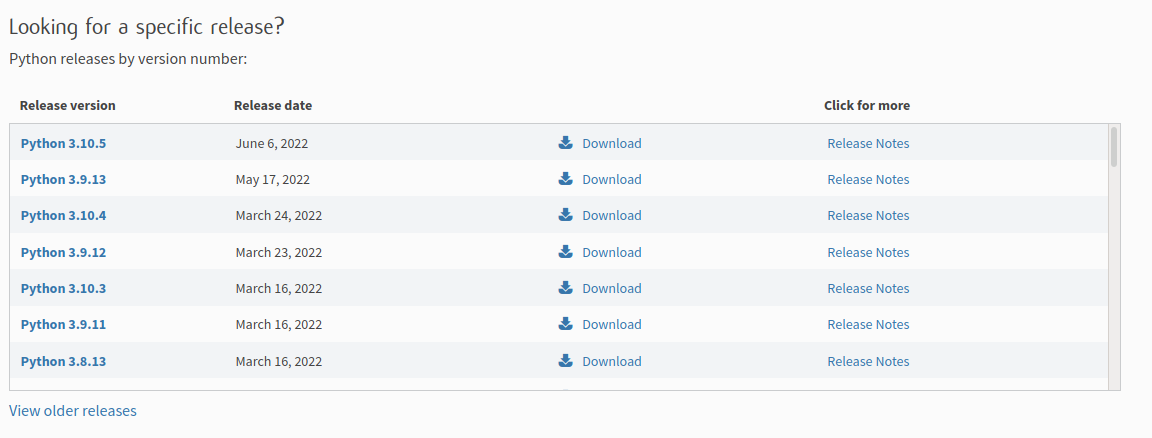 Looking for a specific release?
Python releases by version number:
Release version Release date Click for more
Python 3.10.5 June 6, 2022 Download Release Notes
Python 3.9.13 May 17, 2022 Download Release Notes
Python 3.10.4 March 24, 2022 Download Release Notes
Python 3.9.12 March 23, 2022 Download Release Notes
Python 3.10.3 March 16, 2022 Download Release Notes
Python 3.9.11 March 16, 2022 Download Release Notes
Python 3.8.13 March 16, 2022 Download Release Notes
View older releases